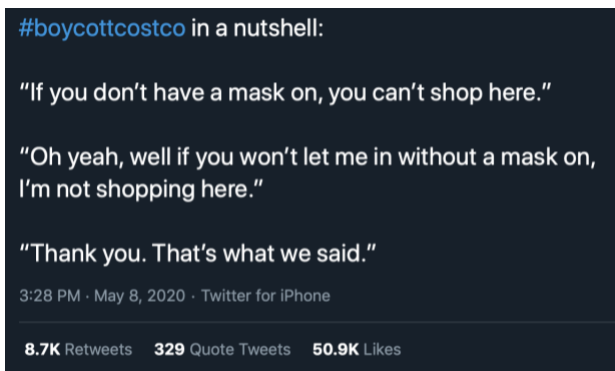 #boycottcostco in a nutshell:
“If you don’t have a mask on, you can’t shop here.”
“Oh yeah, well if you won’t let me in without a mask on,
I’m not shopping here.”
“Thank you. That’s what we said.”
3:28 PM · May 8, 2020 · Twitter for iPhone
8.7K Retweets 329 Quote Tweets 50.9K Likes